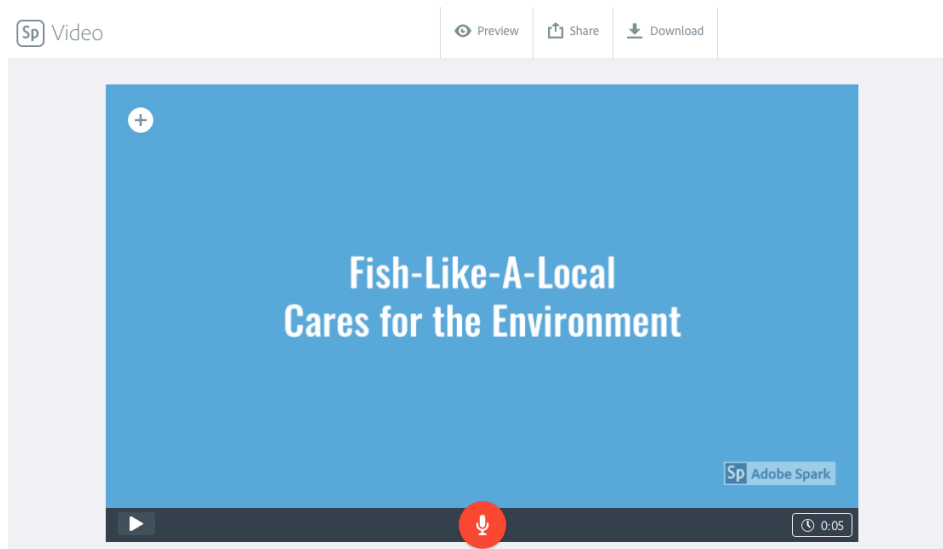 Sp Video
Preview
Share
Download
Fish-Like-A-Local
Cares for the Environment
Sp Adobe Spark
0:05